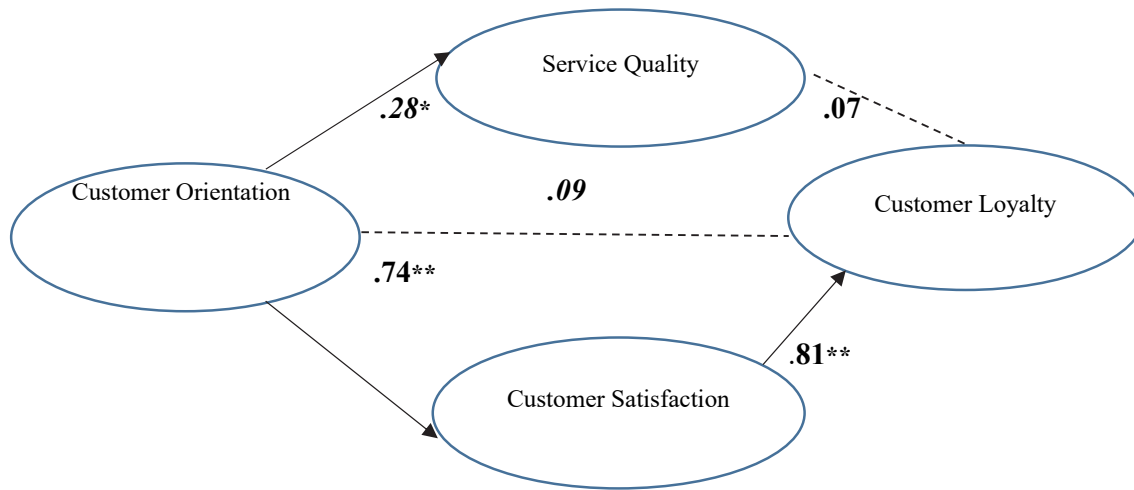 Service Quality
.28*
.07
Customer Orientation
.09
Customer Loyalty
.74**
.81**
Customer Satisfaction